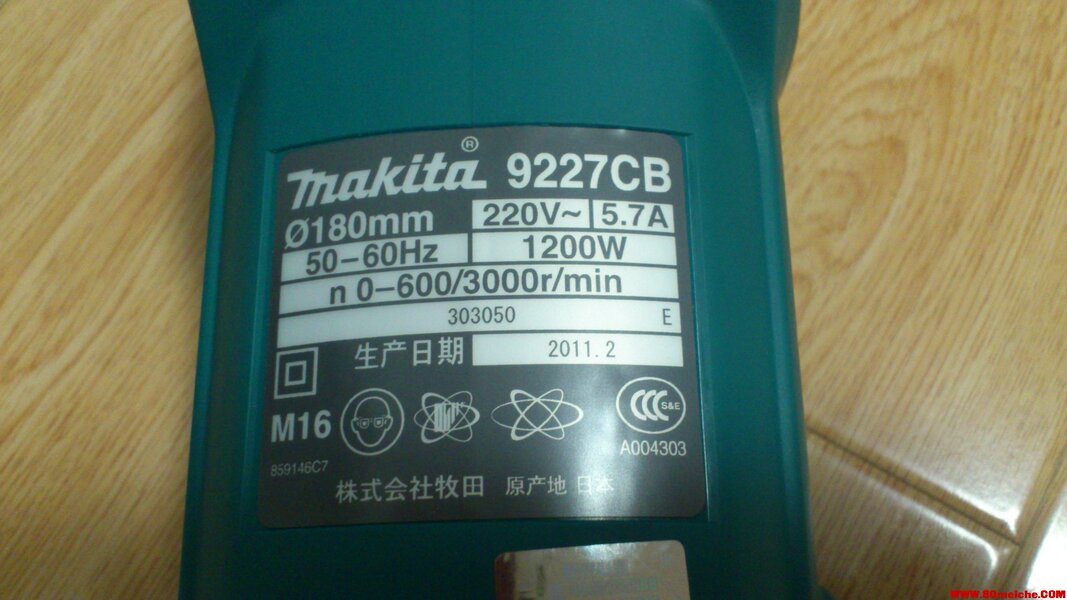 makita® 9227CB
Ø180mm 220V~ 5.7A
50-60Hz 1200W
n 0-600/3000r/min
303050 E
生产日期 2011.2
M16
S&E
A004303
859146C7
株式会社牧田 原产地 日本
WWW.80meiche.COM